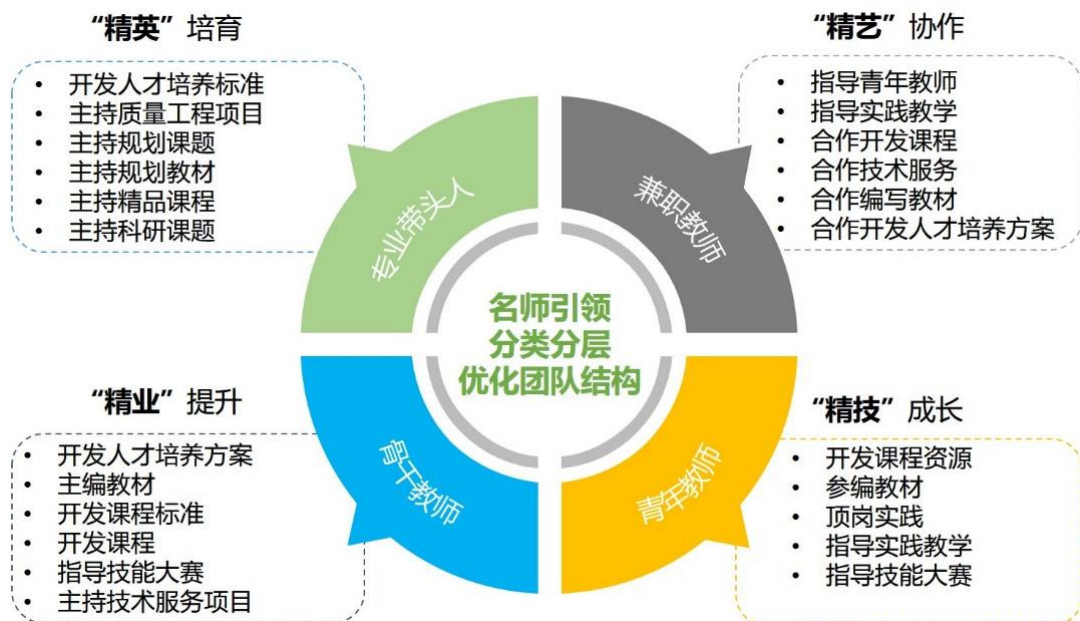 “精英”培育
• 开发人才培养标准
• 主持质量工程项目
• 主持规划课题
• 主持规划教材
• 主持精品课程
• 主持科研课题
“精艺”协作
• 指导青年教师
• 指导实践教学
• 合作开发课程
• 合作技术服务
• 合作编写教材
• 合作开发人才培养方案
专业带头人
兼职教师
名师引领
分类分层
优化团队结构
骨干教师
青年教师
“精业”提升
• 开发人才培养方案
• 主编教材
• 开发课程标准
• 开发课程
• 指导技能大赛
• 主持技术服务项目
“精技”成长
• 开发课程资源
• 参编教材
• 顶岗实践
• 指导实践教学
• 指导技能大赛